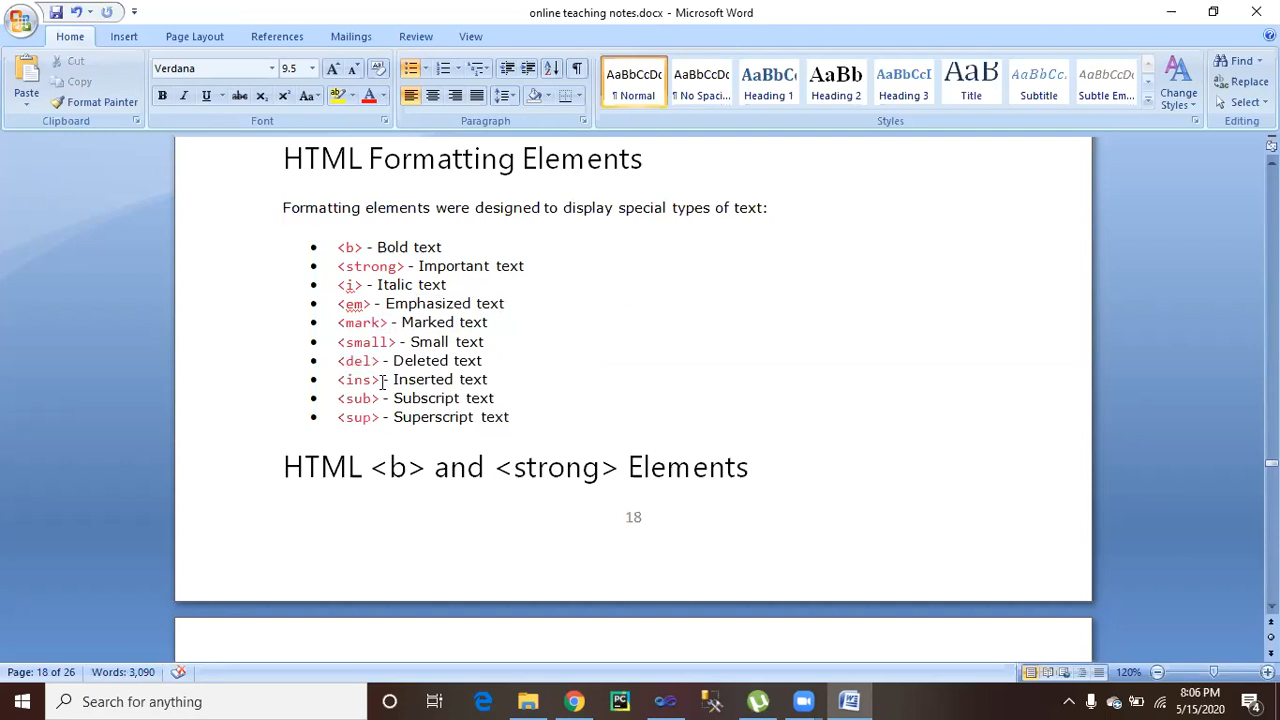 online teaching notes.docx - Microsoft Word
Home Insert Page Layout References Mailings Review View
Cut
Copy
Format Painter
Paste
Clipboard
Verdana 9.5
B I U abc x₂ x² Aa A
Font
Paragraph
AaBbCcDc AaBbCcDc AaBbC AaBb AaBbCcI AaB AaBbCcI AaBbCcDc
¶ Normal ¶ No Spaci... Heading 1 Heading 2 Heading 3 Title Subtitle Subtle Em...
Change Styles
Styles
Find
Replace
Select
Editing
HTML Formatting Elements
Formatting elements were designed to display special types of text:
• <b> - Bold text
• <strong> - Important text
• <i> - Italic text
• <em> - Emphasized text
• <mark> - Marked text
• <small> - Small text
• <del> - Deleted text
• <ins> - Inserted text
• <sub> - Subscript text
• <sup> - Superscript text
HTML <b> and <strong> Elements
18
Page: 18 of 26 Words: 3,090 120%
Search for anything
8:06 PM
5/15/2020
4